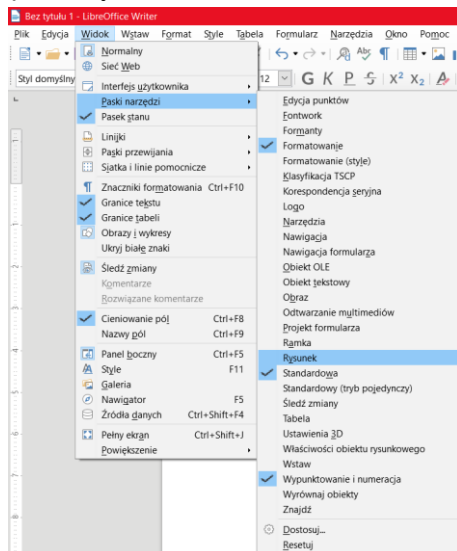 Bez tytułu 1 - LibreOffice Writer
Plik Edycja Widok Wstaw Format Style Tabela Formularz Narzędzia Okno Pomoc
Styl domyślny
12 G K P S X² X₂ A
Normalny
Sieć Web
Interfejs użytkownika
Paski narzędzi
Pasek stanu
Linijki
Paski przewijania
Siatka i linie pomocnicze
Znaczniki formatowania Ctrl+F10
Granice tekstu
Granice tabeli
Obrazy i wykresy
Ukryj białe znaki
Śledź zmiany
Komentarze
Rozwiązane komentarze
Cieniowanie pól Ctrl+F8
Nazwy pól Ctrl+F9
Panel boczny Ctrl+F5
Style F11
Galeria
Nawigator F5
Źródła danych Ctrl+Shift+F4
Pełny ekran Ctrl+Shift+J
Powiększenie
Edycja punktów
Fontwork
Formanty
Formatowanie
Formatowanie (style)
Klasyfikacja TSCP
Korespondencja seryjna
Logo
Narzędzia
Nawigacja
Nawigacja formularza
Obiekt OLE
Obiekt tekstowy
Obraz
Odtwarzanie multimediów
Projekt formularza
Ramka
Rysunek
Standardowa
Standardowy (tryb pojedynczy)
Śledź zmiany
Tabela
Ustawienia 3D
Właściwości obiektu rysunkowego
Wstaw
Wypunktowanie i numeracja
Wyrównaj obiekty
Znajdź
Dostosuj...
Resetuj